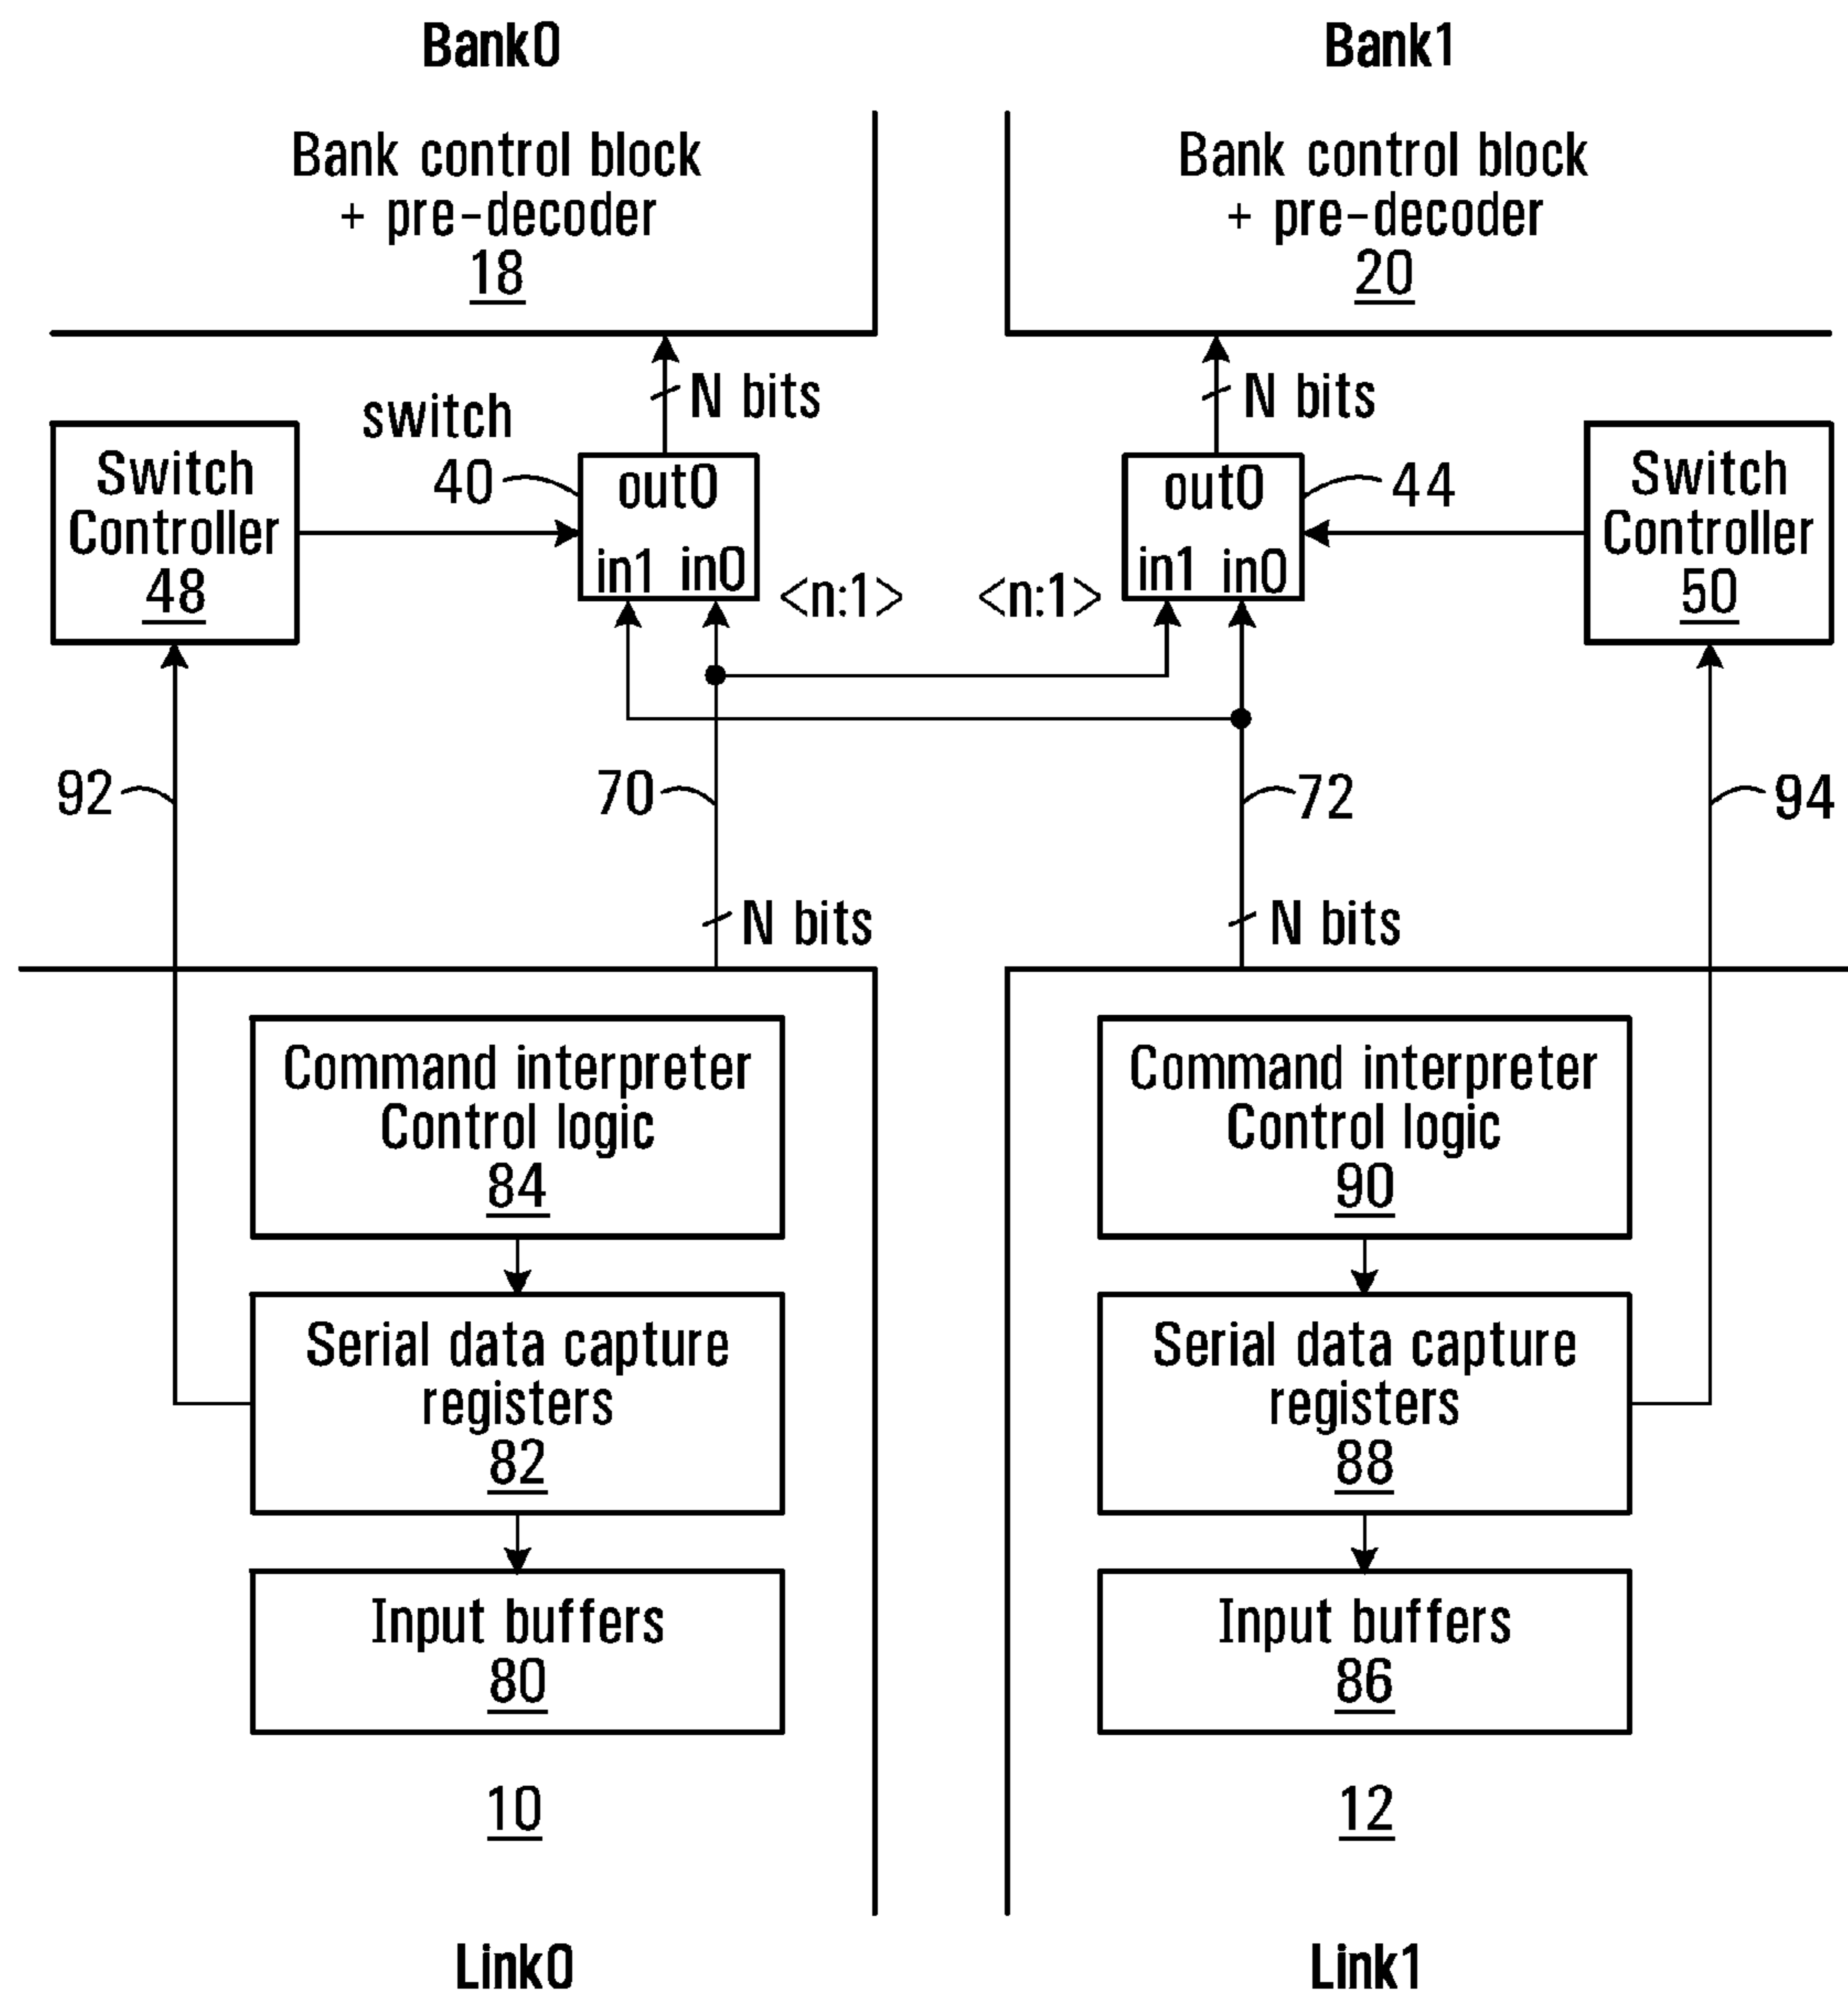 Bank0
Bank1
Bank control block
+ pre-decoder
18
Bank control block
+ pre-decoder
20
N bits
N bits
switch
40
Switch
Controller
48
out0
in1 in0
<n:1>
<n:1>
out0
in1 in0
44
Switch
Controller
50
92
70
72
94
N bits
N bits
Command interpreter
Control logic
84
Command interpreter
Control logic
90
Serial data capture
registers
82
Serial data capture
registers
88
Input buffers
80
Input buffers
86
10
12
Link0
Link1